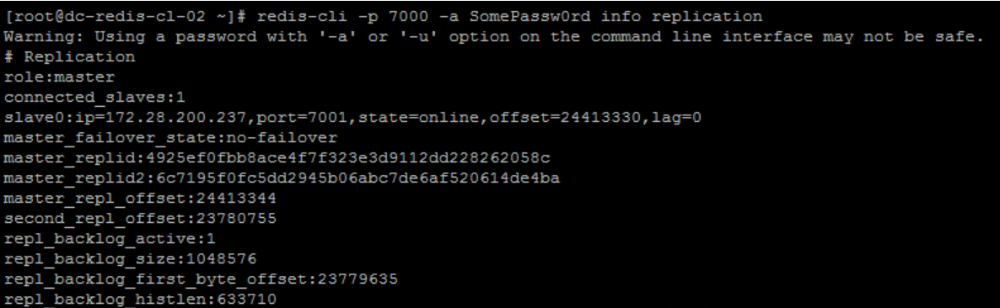 [root@dc-redis-cl-02 ~]# redis-cli -p 7000 -a SomePassw0rd info replication
Warning: Using a password with '-a' or '-u' option on the command line interface may not be safe.
# Replication
role:master
connected_slaves:1
slave0:ip=172.28.200.237,port=7001,state=online,offset=24413330,lag=0
master_failover_state:no-failover
master_replid:4925ef0fbb8ace4f7f323e3d9112dd228262058c
master_replid2:6c7195f0fc5dd2945b06abc7de6af520614de4ba
master_repl_offset:24413344
second_repl_offset:23780755
repl_backlog_active:1
repl_backlog_size:1048576
repl_backlog_first_byte_offset:23779635
repl_backlog_histlen:633710